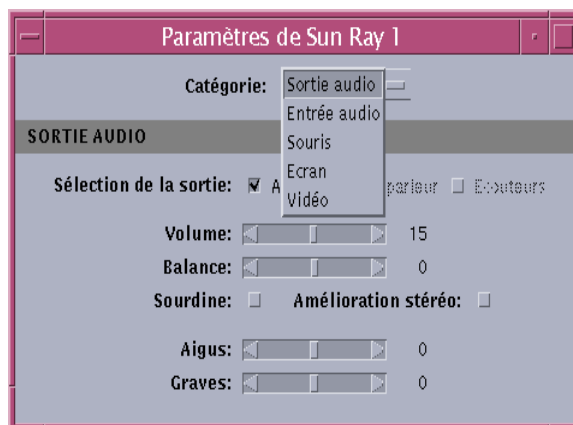 Paramètres de Sun Ray 1
Catégorie: Sortie audio
Entrée audio
Souris
Ecran
Vidéo
SORTIE AUDIO
Sélection de la sortie: Ecouteurs
Volume: 15
Balance: 0
Sourdine: Amélioration stéréo:
Aigus: 0
Graves: 0